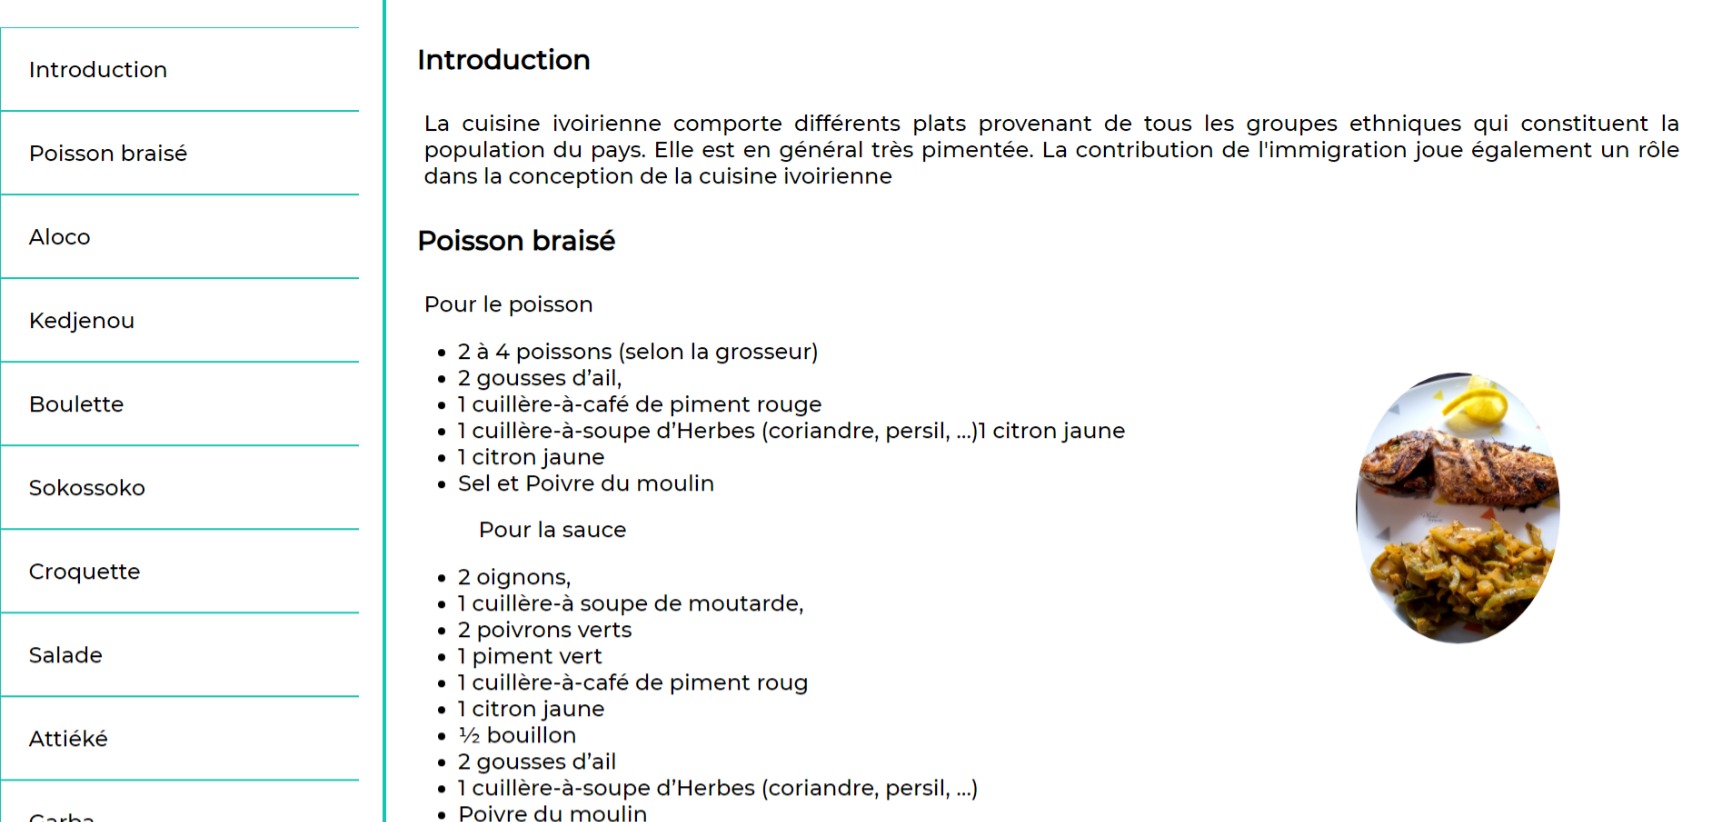 Introduction
Poisson braisé
Aloco
Kedjenou
Boulette
Sokossoko
Croquette
Salade
Attiéké
Garba
Introduction
La cuisine ivoirienne comporte différents plats provenant de tous les groupes ethniques qui constituent la
population du pays. Elle est en général très pimentée. La contribution de l'immigration joue également un rôle
dans la conception de la cuisine ivoirienne
Poisson braisé
Pour le poisson
2 à 4 poissons (selon la grosseur)
2 gousses d’ail,
1 cuillère-à-café de piment rouge
1 cuillère-à-soupe d’Herbes (coriandre, persil, ...)1 citron jaune
1 citron jaune
Sel et Poivre du moulin
Pour la sauce
2 oignons,
1 cuillère-à soupe de moutarde,
2 poivrons verts
1 piment vert
1 cuillère-à-café de piment roug
1 citron jaune
½ bouillon
2 gousses d’ail
1 cuillère-à-soupe d’Herbes (coriandre, persil, ...)
Poivre du moulin